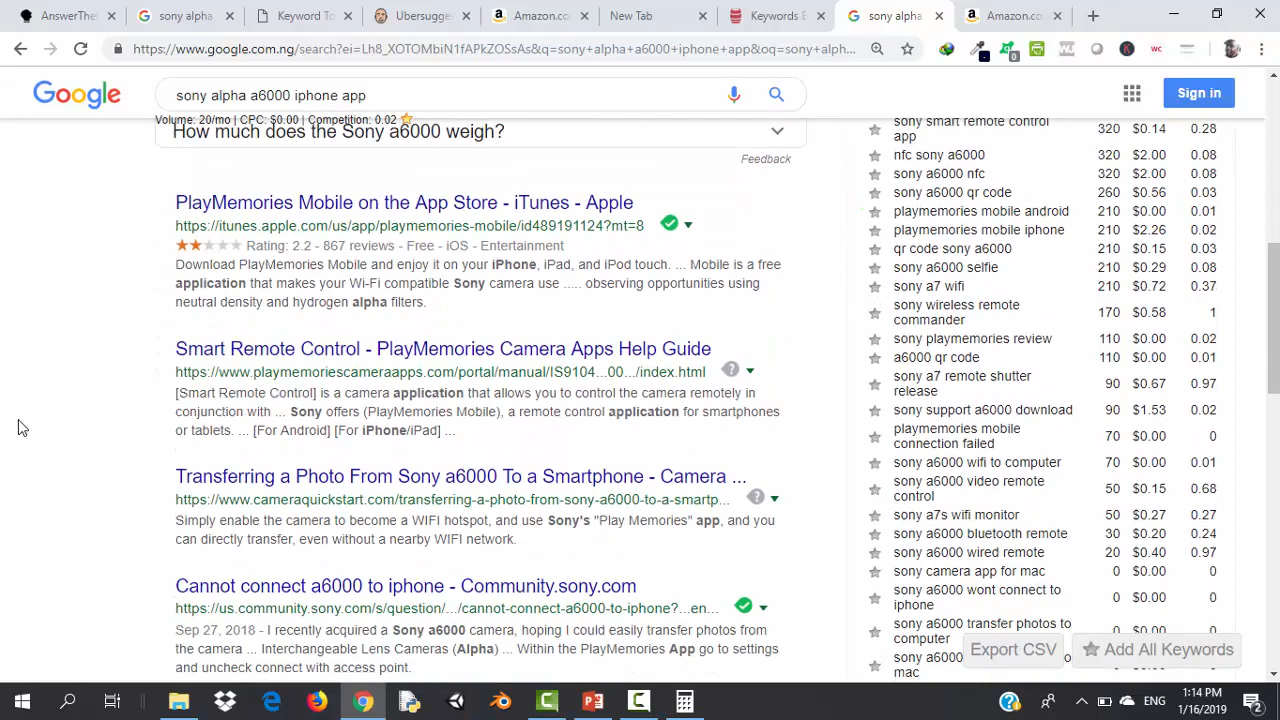 AnswerThe
sony alpha
Keyword To
Ubersugge
Amazon.co
New Tab
Keywords E
sony alpha
Amazon.co
https://www.google.com.ng/search?ei=Lh8_XOTOMbiN1fAPkZOSsAs&q=sony+alpha+a6000+iphone+app&oq=sony+alph...
Google
sony alpha a6000 iphone app
Sign in
Volume: 20/mo | CPC: $0.00 | Competition: 0.02
How much does the Sony a6000 weigh?
Feedback
PlayMemories Mobile on the App Store - iTunes - Apple
https://itunes.apple.com/us/app/playmemories-mobile/id489191124?mt=8
Rating: 2.2 - 867 reviews - Free - iOS - Entertainment
Download PlayMemories Mobile and enjoy it on your iPhone, iPad, and iPod touch. ... Mobile is a free
application that makes your Wi-Fi compatible Sony camera use ..... observing opportunities using
neutral density and hydrogen alpha filters.
Smart Remote Control - PlayMemories Camera Apps Help Guide
https://www.playmemoriescameraapps.com/portal/manual/IS9104...00.../index.html
[Smart Remote Control] is a camera application that allows you to control the camera remotely in
conjunction with ... Sony offers (PlayMemories Mobile), a remote control application for smartphones
or tablets. ... [For Android] [For iPhone/iPad] ...
Transferring a Photo From Sony a6000 To a Smartphone - Camera ...
https://www.cameraquickstart.com/transferring-a-photo-from-sony-a6000-to-a-smartp...
Simply enable the camera to become a WIFI hotspot, and use Sony's "Play Memories" app, and you
can directly transfer, even without a nearby WIFI network.
Cannot connect a6000 to iphone - Community.sony.com
https://us.community.sony.com/s/question/.../cannot-connect-a6000-to-iphone?...en...
Sep 27, 2018 - I recently acquired a Sony a6000 camera, hoping I could easily transfer photos from
the camera ... Interchangeable Lens Cameras (Alpha) ... Within the PlayMemories App go to settings
and uncheck connect with access point.
sony smart remote control
app 320 $0.14 0.28
nfc sony a6000 320 $2.00 0.08
sony a6000 nfc 320 $2.00 0.08
sony a6000 qr code 260 $0.56 0.03
playmemories mobile android 210 $0.00 0.01
playmemories mobile iphone 210 $2.26 0.02
qr code sony a6000 210 $0.15 0.03
sony a6000 selfie 210 $0.29 0.08
sony a7 wifi 210 $0.72 0.37
sony wireless remote
commander 170 $0.58 1
sony playmemories review 110 $0.00 0.02
a6000 qr code 110 $0.00 0.01
sony a7 remote shutter
release 90 $0.67 0.97
sony support a6000 download 90 $1.53 0.02
playmemories mobile
connection failed 70 $0.00 0
sony a6000 wifi to computer 70 $0.00 0.01
sony a6000 video remote
control 50 $0.15 0.68
sony a7s wifi monitor 50 $0.27 0.27
sony a6000 bluetooth remote 30 $0.20 0.24
sony a6000 wired remote 20 $0.40 0.97
sony camera app for mac 0 $0.00 0
sony a6000 wont connect to
iphone 0 $0.00 0
sony a6000 transfer photos to
computer 0 $0.00 0
sony a6000
mac
Export CSV
Add All Keywords
ENG
1:14 PM
1/16/2019
2